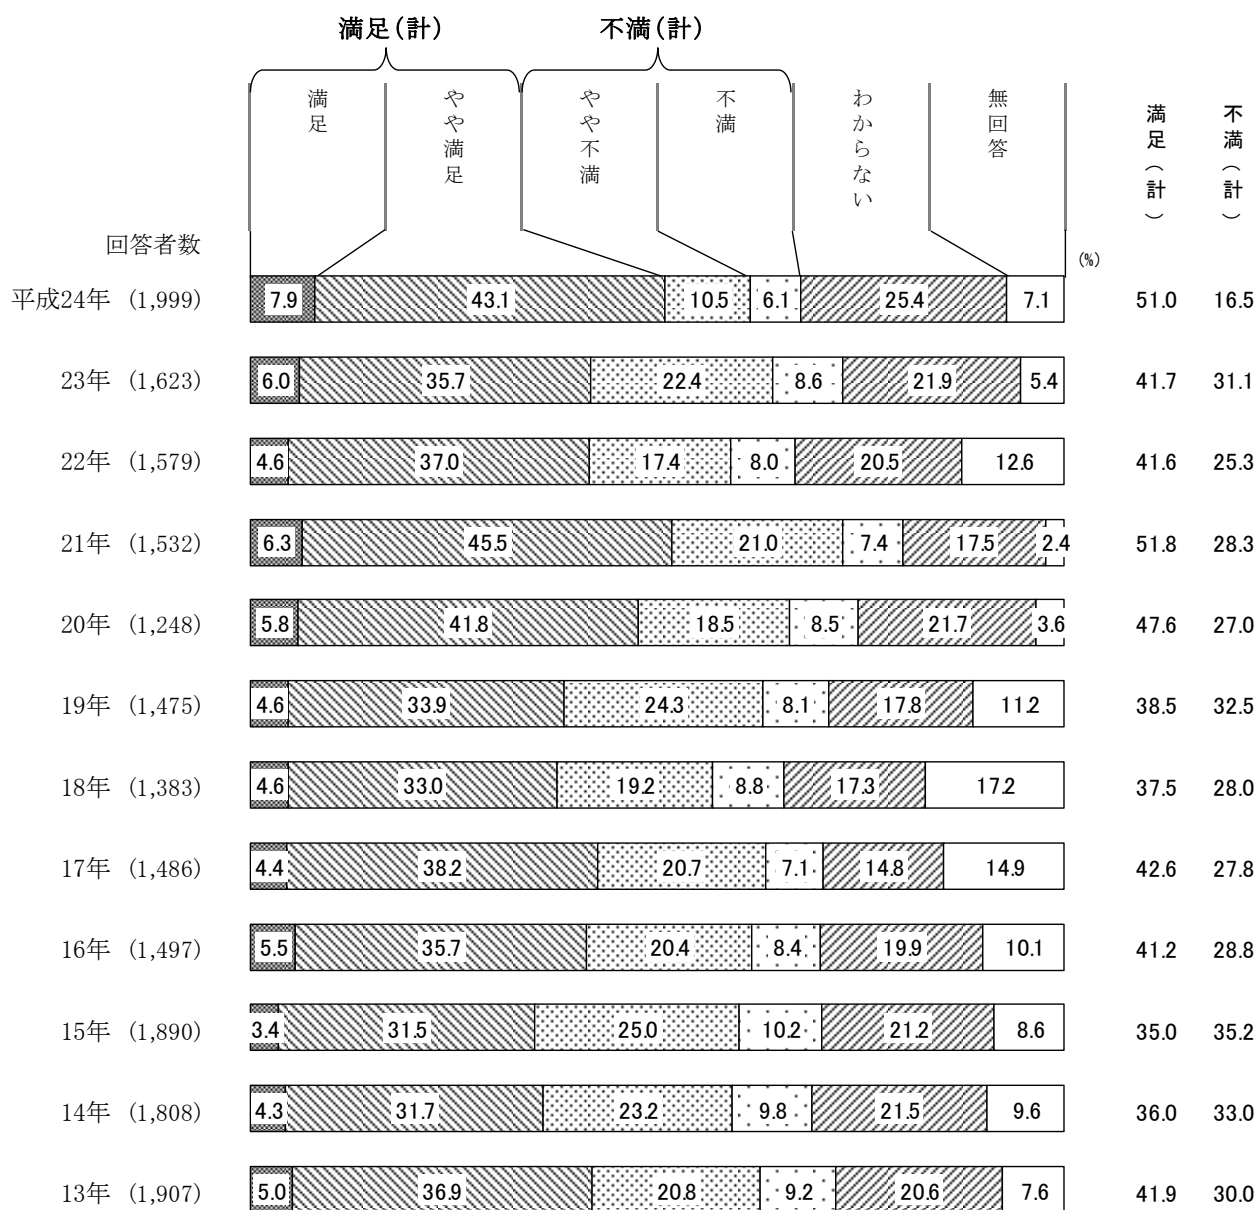 満足（計） 不満（計）
満足 やや満足 やや不満 不満 わからない 無回答 満足（計） 不満（計）
回答者数
(%)
平成24年 (1,999) 7.9 43.1 10.5 6.1 25.4 7.1 51.0 16.5
23年 (1,623) 6.0 35.7 22.4 8.6 21.9 5.4 41.7 31.1
22年 (1,579) 4.6 37.0 17.4 8.0 20.5 12.6 41.6 25.3
21年 (1,532) 6.3 45.5 21.0 7.4 17.5 2.4 51.8 28.3
20年 (1,248) 5.8 41.8 18.5 8.5 21.7 3.6 47.6 27.0
19年 (1,475) 4.6 33.9 24.3 8.1 17.8 11.2 38.5 32.5
18年 (1,383) 4.6 33.0 19.2 8.8 17.3 17.2 37.5 28.0
17年 (1,486) 4.4 38.2 20.7 7.1 14.8 14.9 42.6 27.8
16年 (1,497) 5.5 35.7 20.4 8.4 19.9 10.1 41.2 28.8
15年 (1,890) 3.4 31.5 25.0 10.2 21.2 8.6 35.0 35.2
14年 (1,808) 4.3 31.7 23.2 9.8 21.5 9.6 36.0 33.0
13年 (1,907) 5.0 36.9 20.8 9.2 20.6 7.6 41.9 30.0